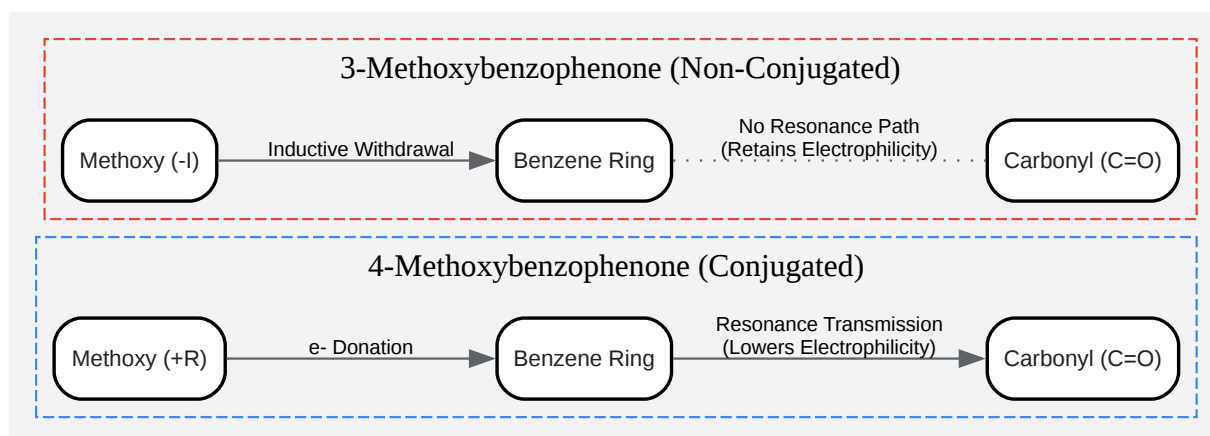 3-Methoxybenzophenone (Non-Conjugated)
Methoxy (-I)
Inductive Withdrawal
Benzene Ring
No Resonance Path
(Retains Electrophilicity)
Carbonyl (C=O)
4-Methoxybenzophenone (Conjugated)
Methoxy (+R)
e- Donation
Benzene Ring
Resonance Transmission
(Lowers Electrophilicity)
Carbonyl (C=O)